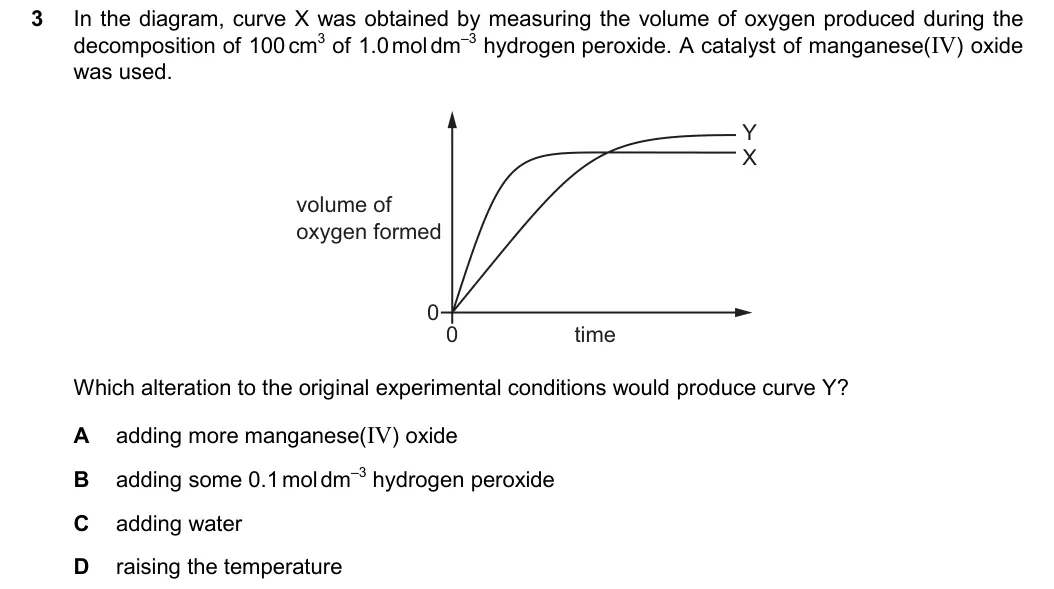 3 In the diagram, curve X was obtained by measuring the volume of oxygen produced during the
decomposition of 100 cm³ of 1.0 mol dm⁻³ hydrogen peroxide. A catalyst of manganese(IV) oxide
was used.
Y
X
volume of
oxygen formed
0
0
time
Which alteration to the original experimental conditions would produce curve Y?
A adding more manganese(IV) oxide
B adding some 0.1 mol dm⁻³ hydrogen peroxide
C adding water
D raising the temperature